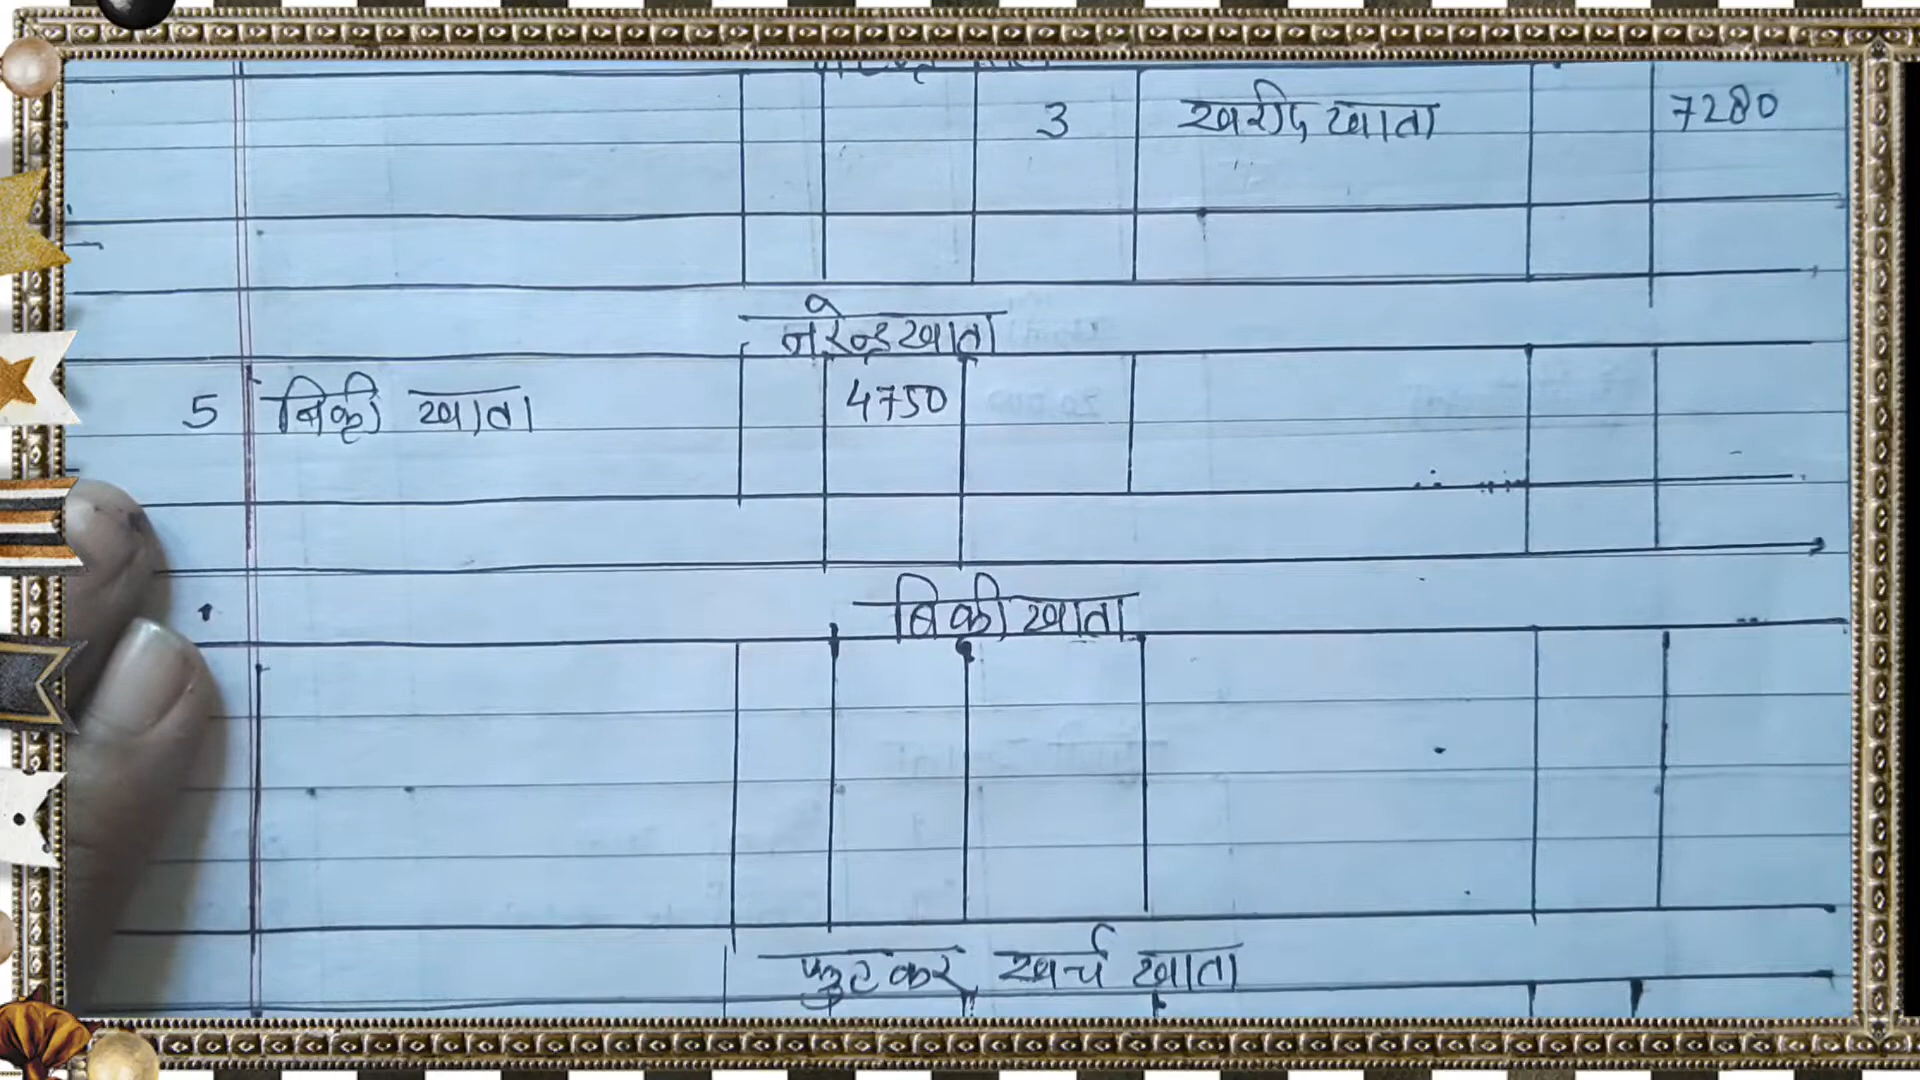 3 खरीद खाता 7280
नरेन्द्र खाता
5 बिक्री खाता 4750
बिक्री खाता
फुटकर खर्च खाता